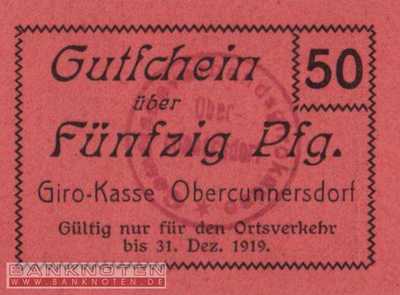 Gutschein
50
über
Fünfzig Pfg.
Giro-Kasse Obercunnersdorf
Gültig nur für den Ortsverkehr
bis 31. Dez. 1919.
BANKNOTEN
WWW.BANKNOTEN.DE